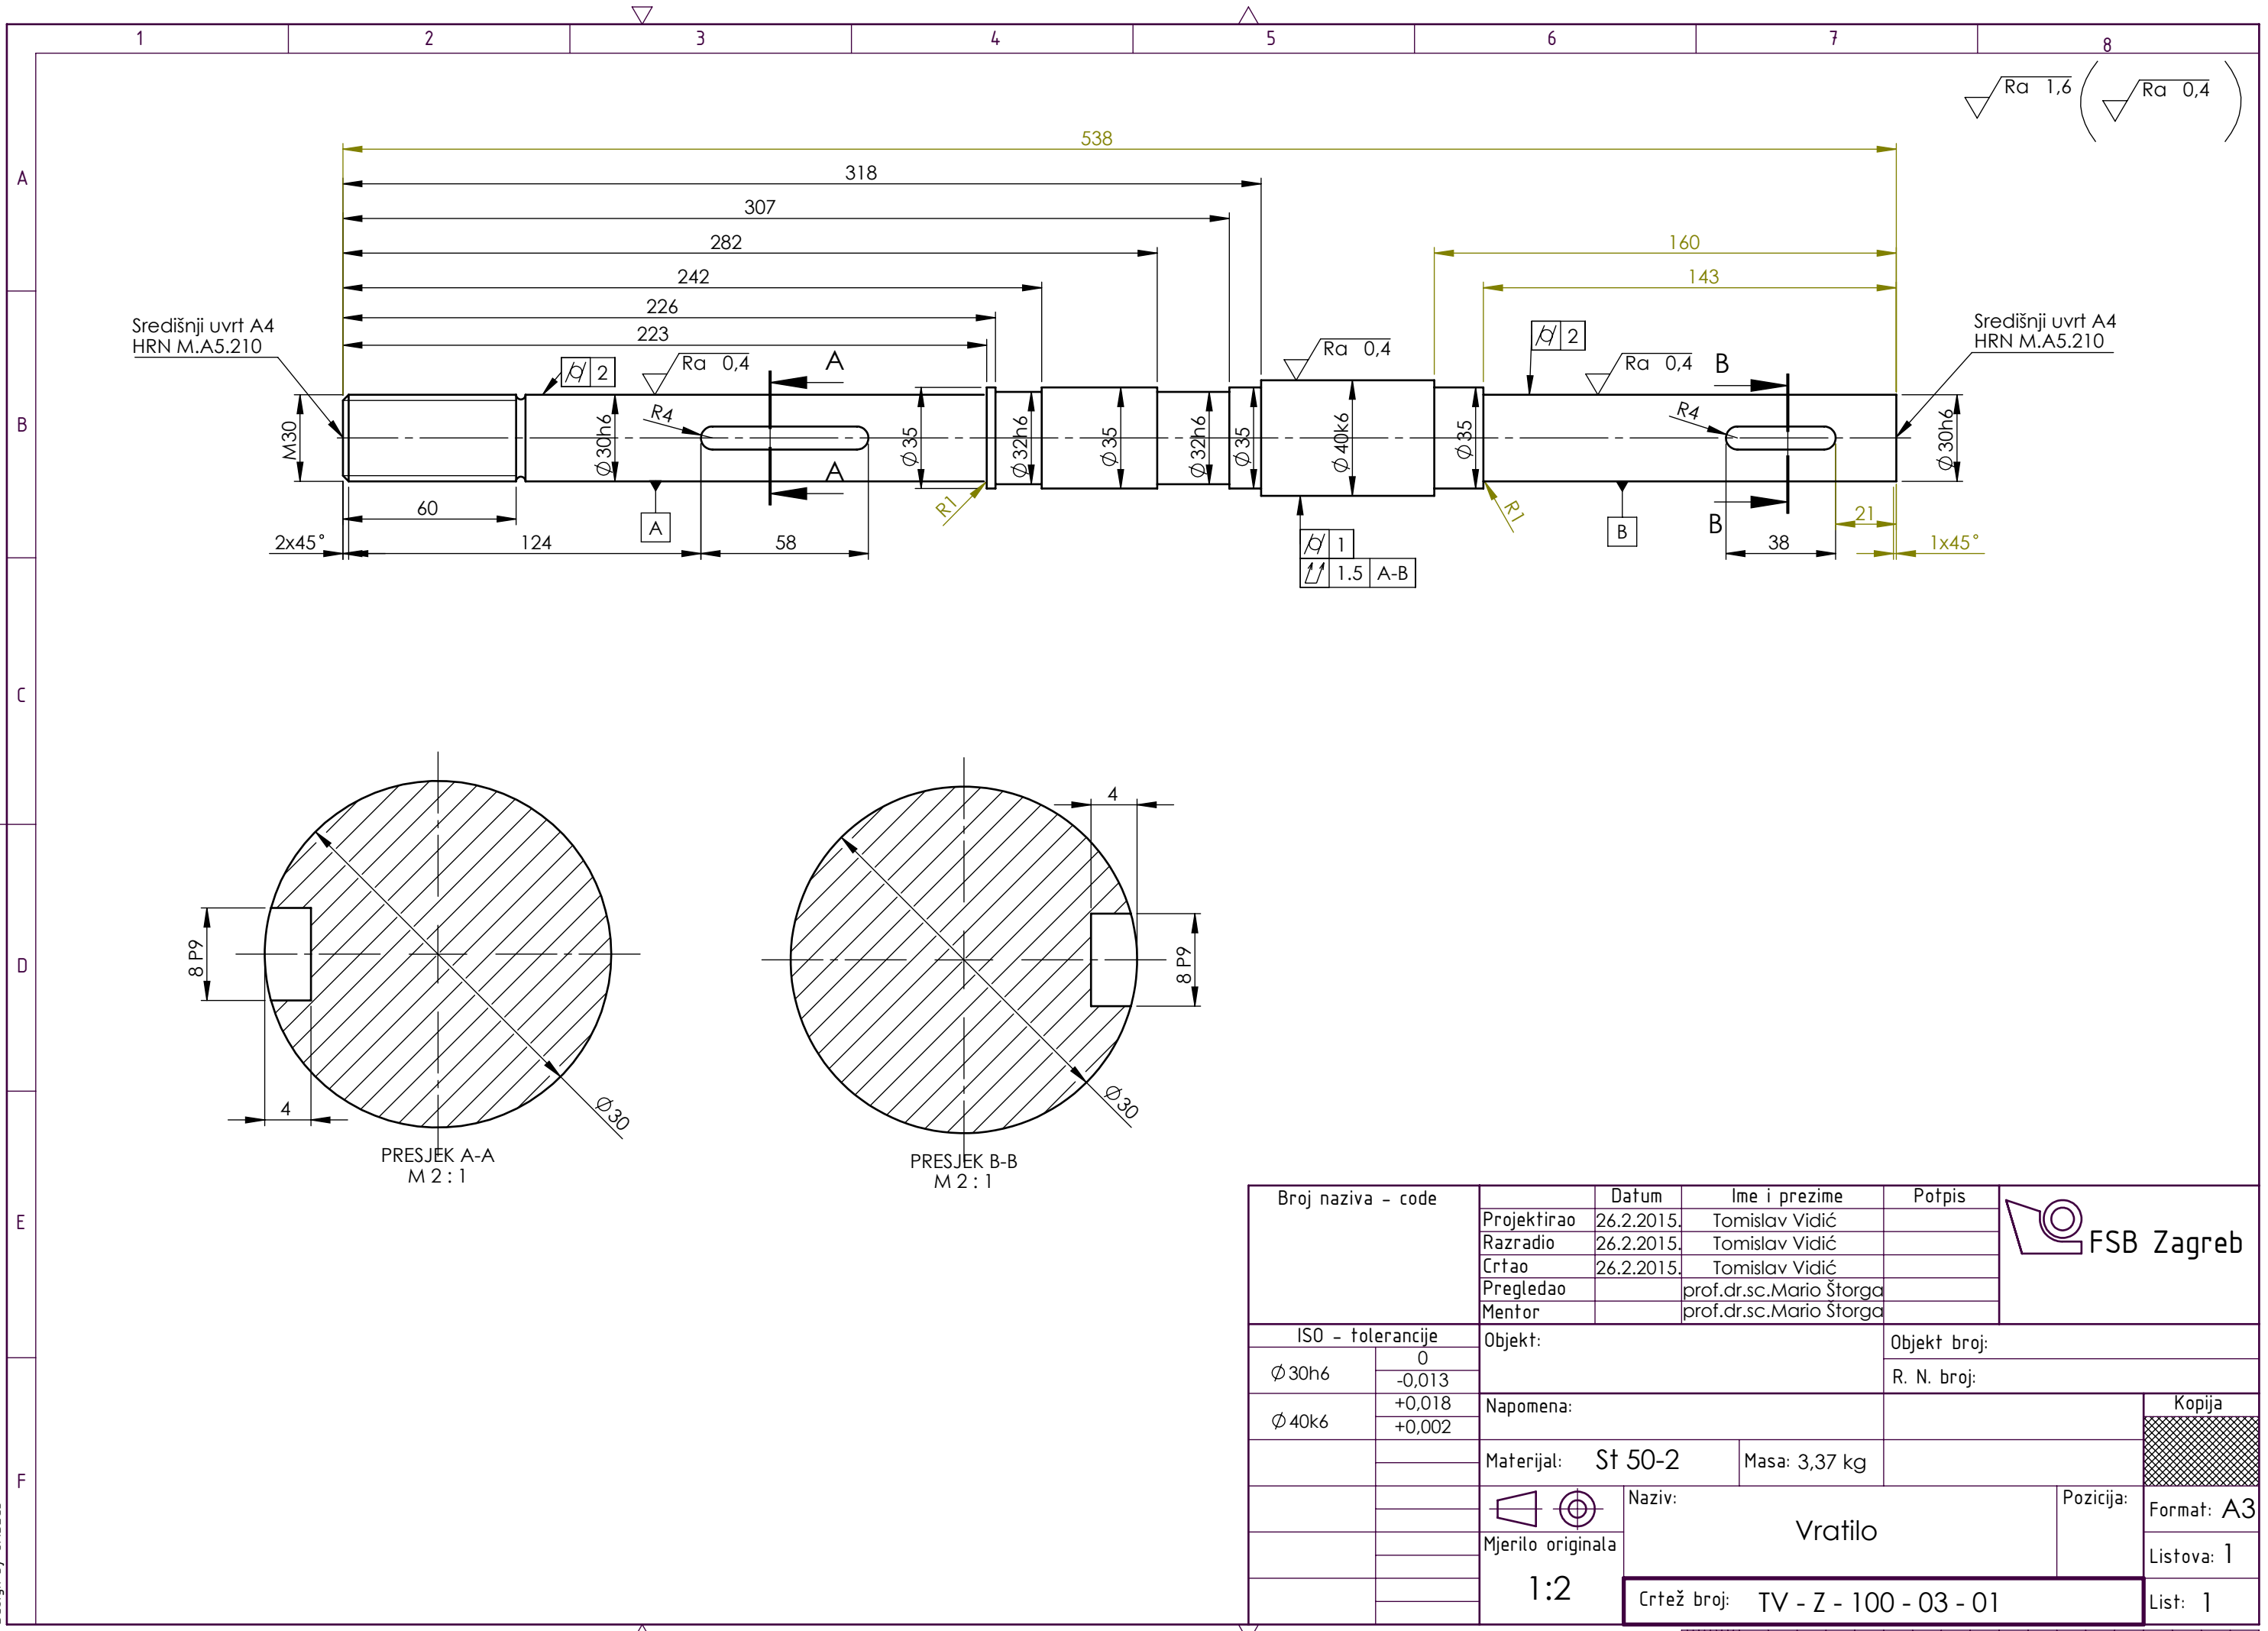 1 2 3 4 5 6 7 8
Ra 1,6 Ra 0,4
538
318
307
282 160
242 143
226
223
Središnji uvrt A4
HRN M.A5.210
Središnji uvrt A4
HRN M.A5.210
2 Ra 0,4 A Ra 0,4 2 Ra 0,4 B
M30 Ø30h6 R4 Ø35 Ø32h6 Ø35 Ø32h6 Ø35 Ø40k6 Ø35 R4 Ø30h6
A
60 A R1 R1 B B 21
2x45° 124 58 1 38 1x45°
1.5 A-B
8 P9 4 Ø30
PRESJEK A-A
M 2 : 1
4 8 P9 Ø30
PRESJEK B-B
M 2 : 1
A
B
C
D
E
F
Broj naziva - code
Datum Ime i prezime Potpis
Projektirao 26.2.2015. Tomislav Vidić
Razradio 26.2.2015. Tomislav Vidić
Crtao 26.2.2015. Tomislav Vidić
Pregledao prof.dr.sc.Mario Štorga
Mentor prof.dr.sc.Mario Štorga
FSB Zagreb
ISO - tolerancije
Ø30h6 0
-0,013
Ø40k6 +0,018
+0,002
Objekt:
Objekt broj:
R. N. broj:
Napomena:
Kopija
Materijal: St 50-2 Masa: 3,37 kg
Naziv:
Vratilo
Pozicija:
Format: A3
Mjerilo originala
1:2
Listova: 1
Crtež broj: TV - Z - 100 - 03 - 01
List: 1